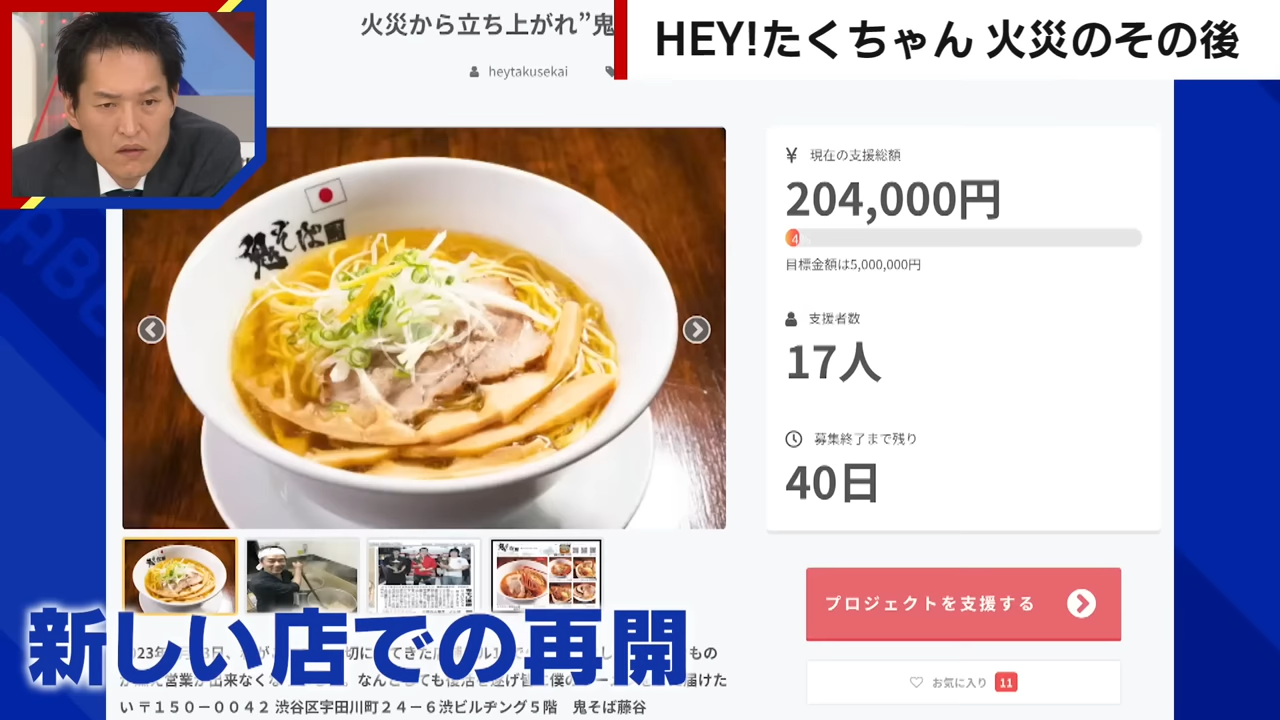 火災から立ち上がれ”鬼
HEY!たくちゃん 火災のその後
heytakusekai
鬼そば
現在の支援総額
204,000円
4
目標金額は5,000,000円
支援者数
17人
募集終了まで残り
40日
プロジェクトを支援する
お気に入り 11
新しい店での再開
い 〒１５０－００４２ 渋谷区宇田川町２４－６渋ビルヂング５階　鬼そば藤谷